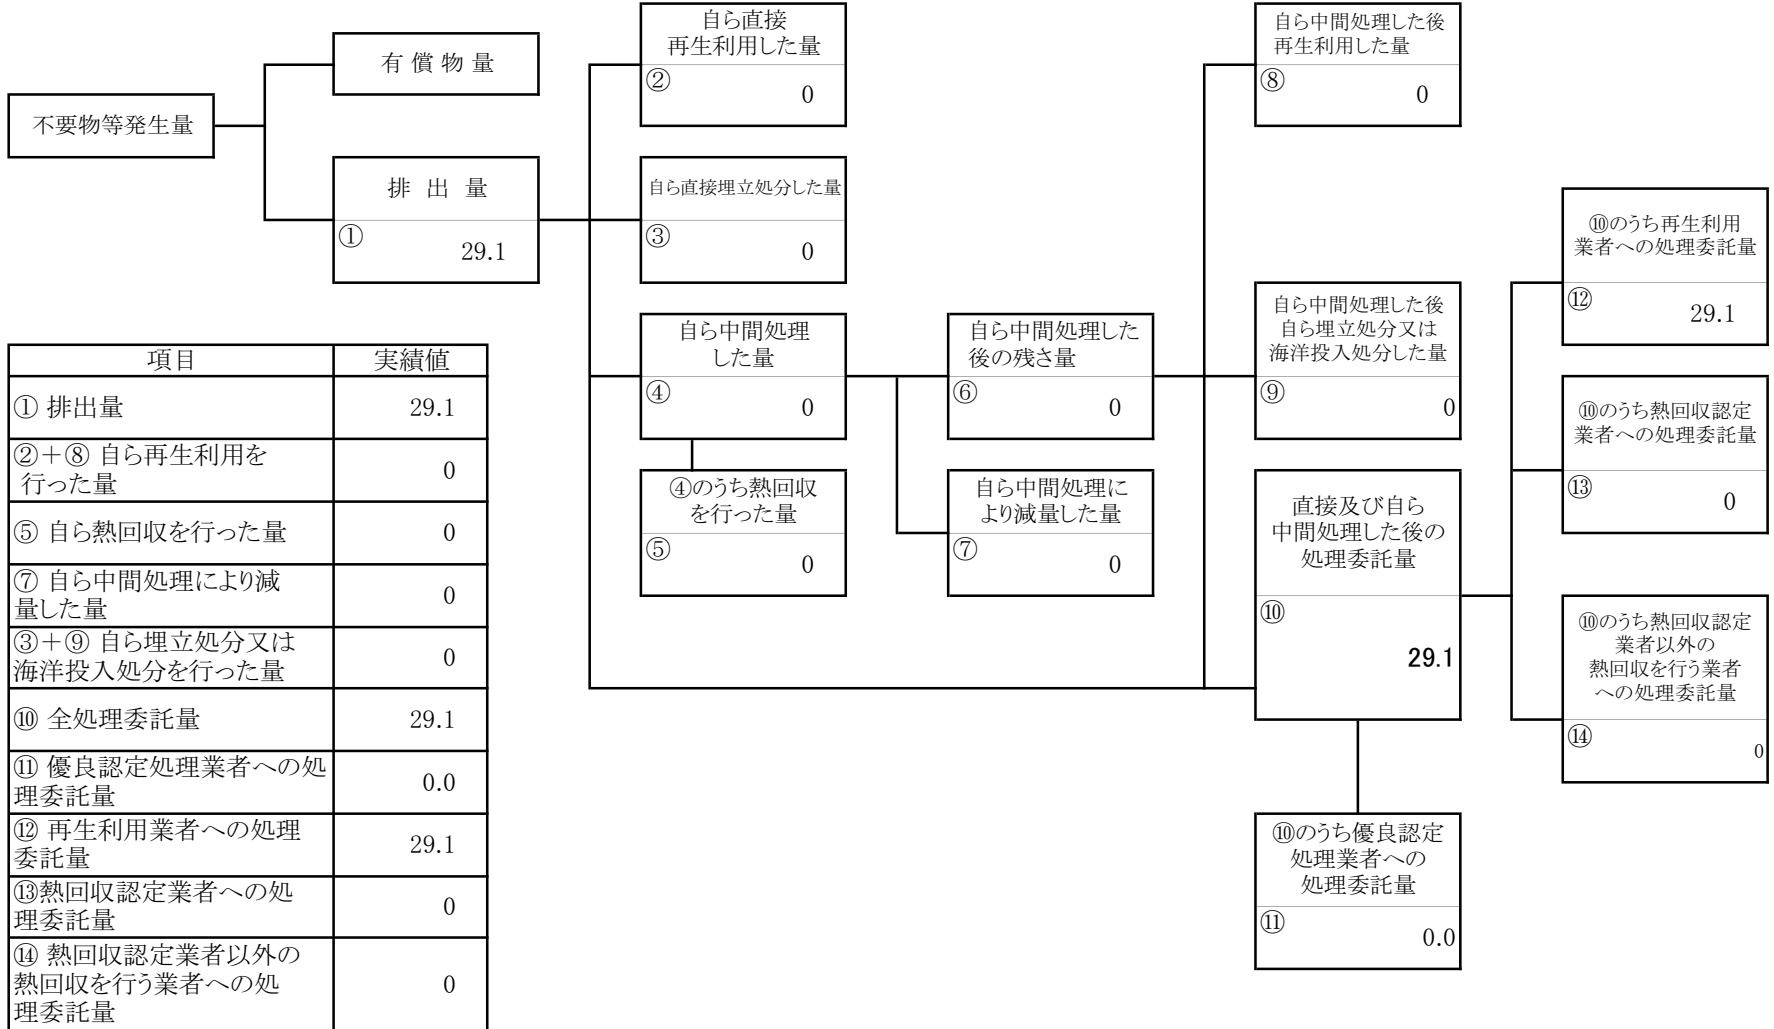 不要物等発生量
有 償 物 量
排 出 量
①
29.1
自ら直接
再生利用した量
②
0
自ら直接埋立処分した量
③
0
自ら中間処理
した量
④
0
④のうち熱回収
を行った量
⑤
0
自ら中間処理した
後の残さ量
⑥
0
自ら中間処理に
より減量した量
⑦
0
自ら中間処理した後
再生利用した量
⑧
0
自ら中間処理した後
自ら埋立処分又は
海洋投入処分した量
⑨
0
直接及び自ら
中間処理した後の
処理委託量
⑩
29.1
⑩のうち優良認定
処理業者への
処理委託量
⑪
0.0
⑩のうち再生利用
業者への処理委託量
⑫
29.1
⑩のうち熱回収認定
業者への処理委託量
⑬
0
⑩のうち熱回収認定
業者以外の
熱回収を行う業者
への処理委託量
⑭
0
項目 実績値
① 排出量 29.1
②＋⑧ 自ら再生利用を
行った量 0
⑤ 自ら熱回収を行った量 0
⑦ 自ら中間処理により減
量した量 0
③＋⑨ 自ら埋立処分又は
海洋投入処分を行った量 0
⑩ 全処理委託量 29.1
⑪ 優良認定処理業者への処
理委託量 0.0
⑫ 再生利用業者への処理
委託量 29.1
⑬熱回収認定業者への処
理委託量 0
⑭ 熱回収認定業者以外の
熱回収を行う業者への処
理委託量 0